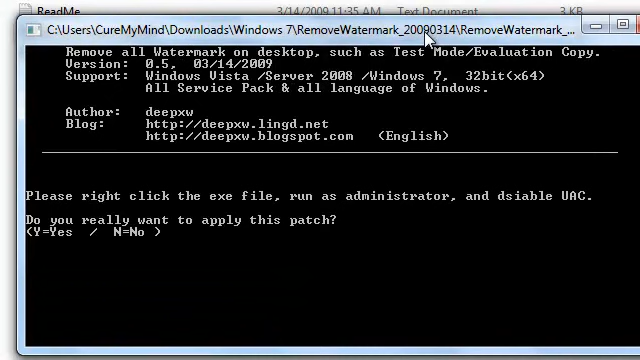 ReadMe 3/14/2009 11:35 AM Text Document 3 KB
C:\Users\CureMyMind\Downloads\Windows 7\RemoveWatermark_20090314\RemoveWatermark_...
Remove all Watermark on desktop, such as Test Mode/Evaluation Copy.
Version: 0.5, 03/14/2009
Support: Windows Vista /Server 2008 /Windows 7, 32bit(x64)
All Service Pack & all language of Windows.
Author: deepxw
Blog: http://deepxw.lingd.net
http://deepxw.blogspot.com (English)
Please right click the exe file, run as administrator, and dsiable UAC.
Do you really want to apply this patch?
(Y=Yes / N=No )